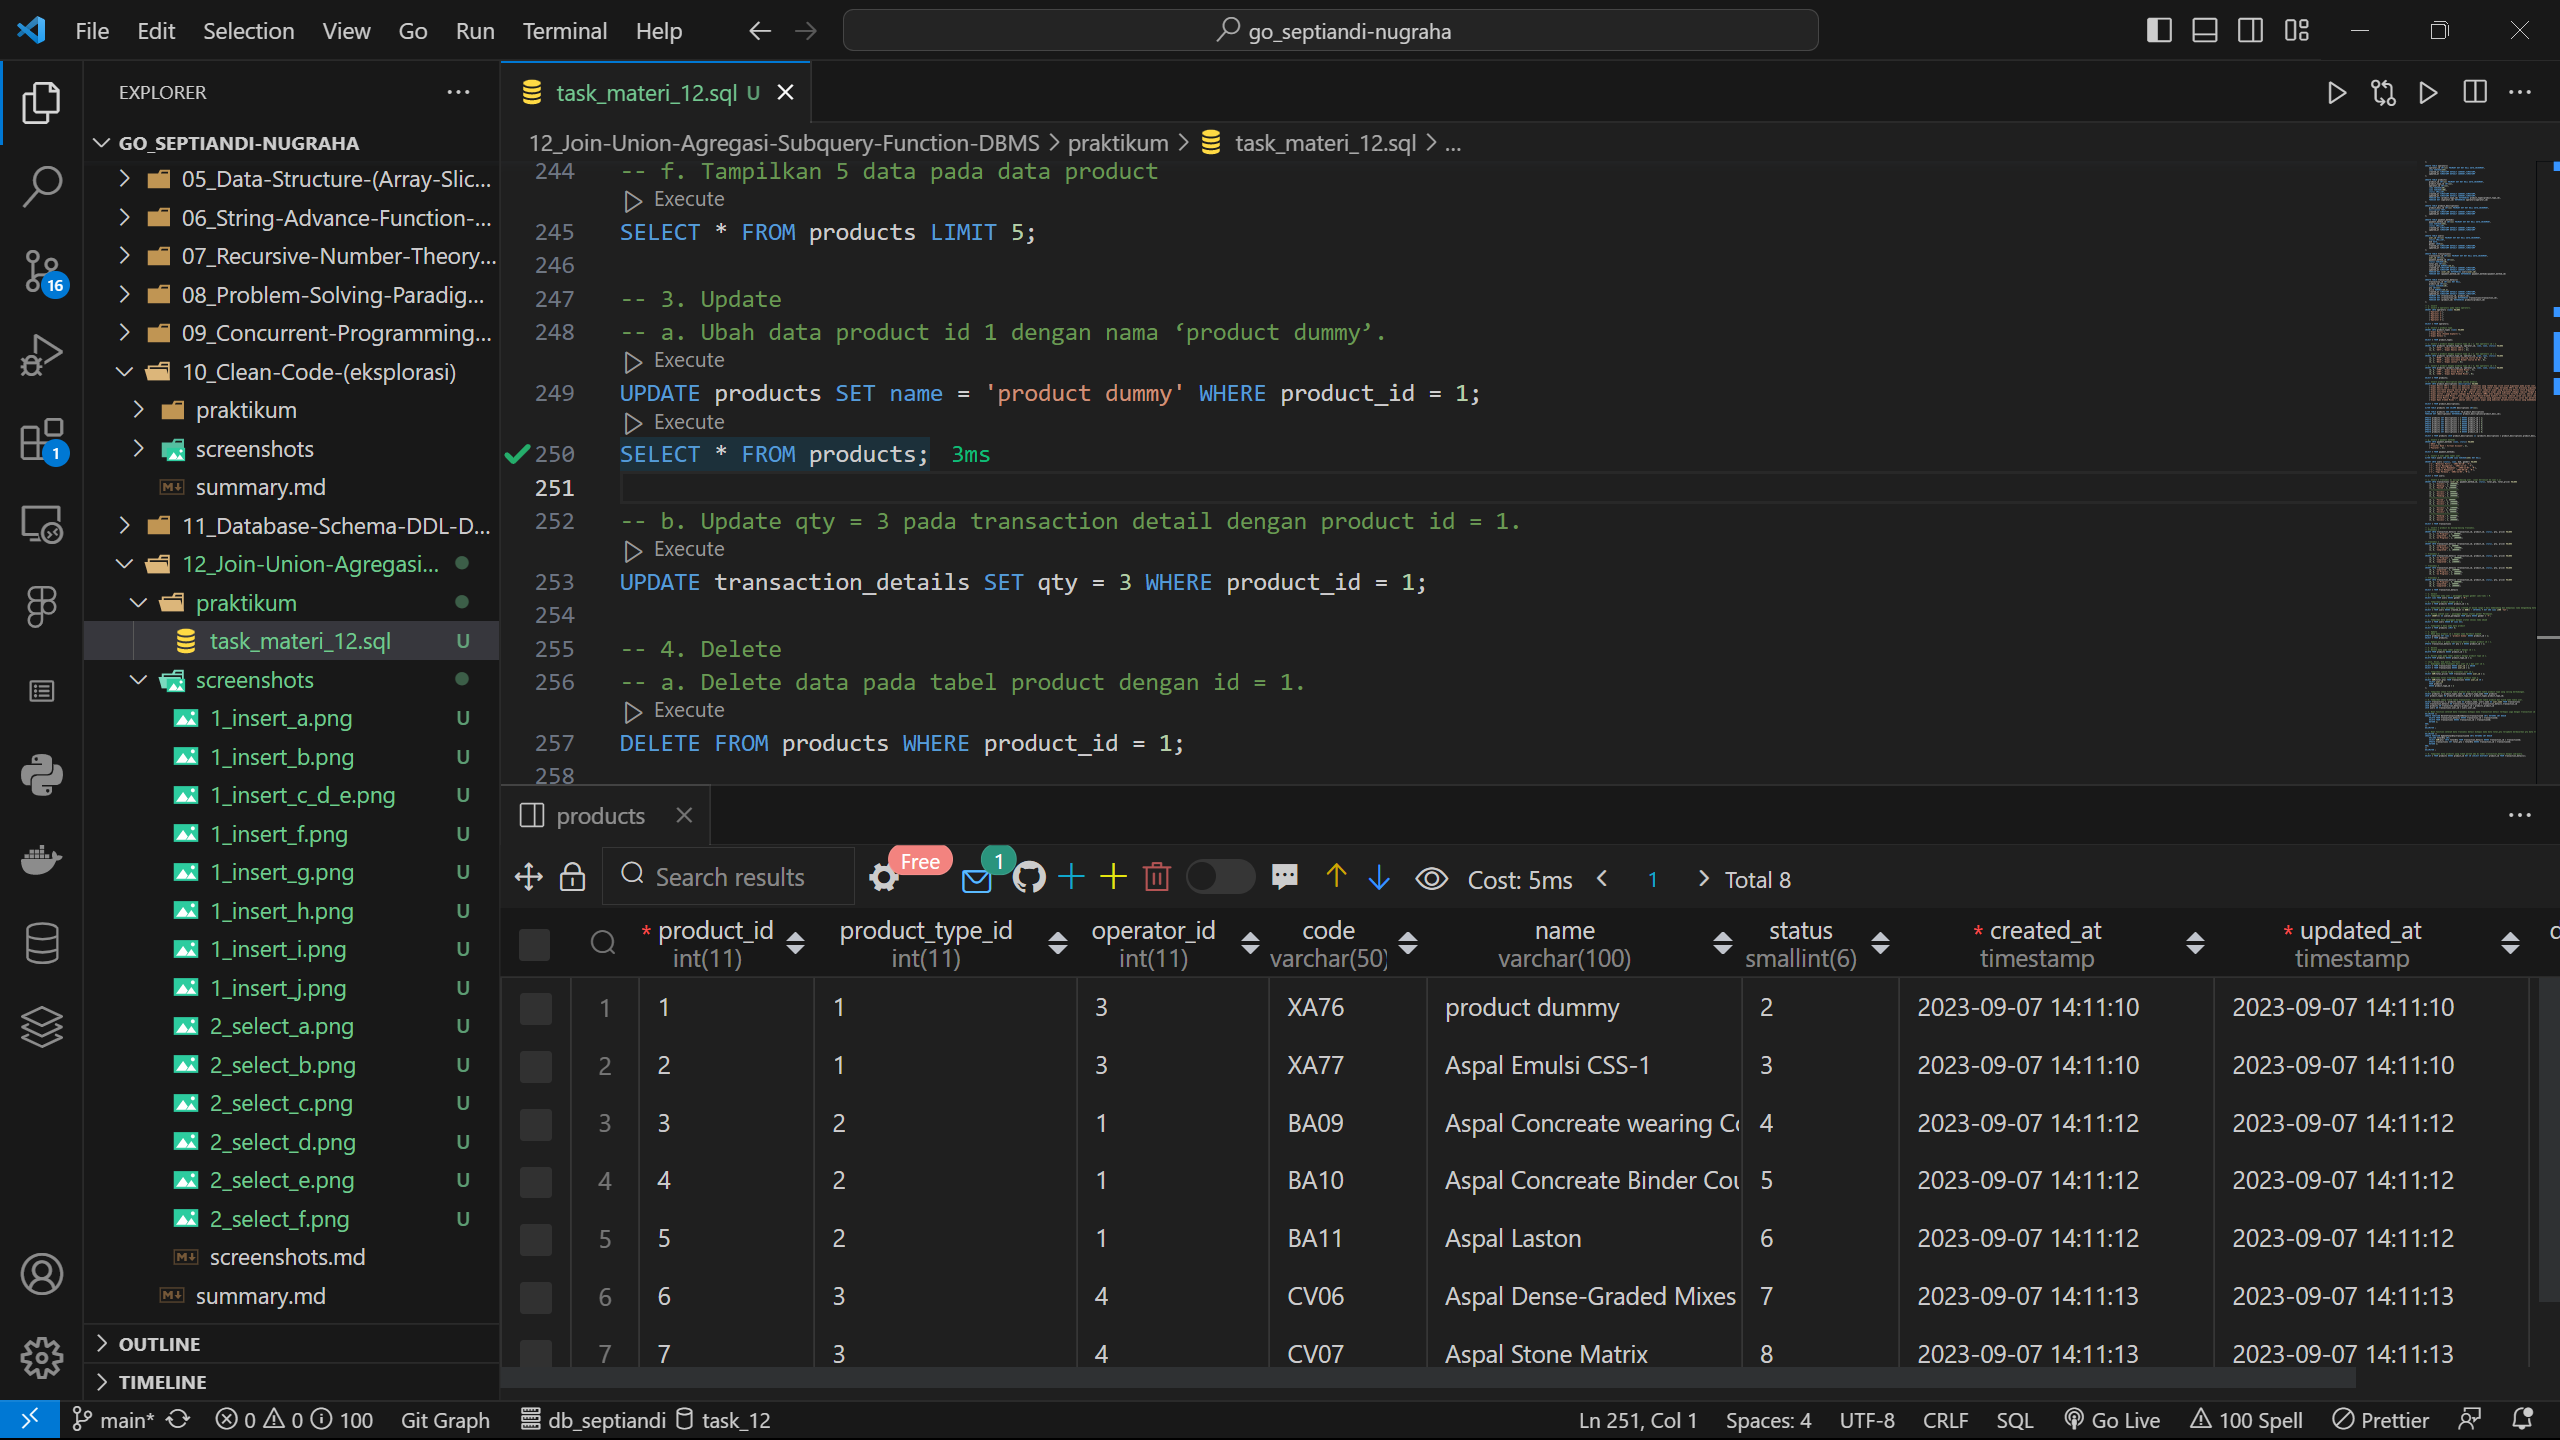 File Edit Selection View Go Run Terminal Help
go_septiandi-nugraha
EXPLORER
GO_SEPTIANDI-NUGRAHA
05_Data-Structure-(Array-Slic...
06_String-Advance-Function-...
07_Recursive-Number-Theory...
08_Problem-Solving-Paradig...
09_Concurrent-Programming...
10_Clean-Code-(eksplorasi)
praktikum
screenshots
summary.md
11_Database-Schema-DDL-D...
12_Join-Union-Agregasi...
praktikum
task_materi_12.sql U
screenshots
1_insert_a.png U
1_insert_b.png U
1_insert_c_d_e.png U
1_insert_f.png U
1_insert_g.png U
1_insert_h.png U
1_insert_i.png U
1_insert_j.png U
2_select_a.png U
2_select_b.png U
2_select_c.png U
2_select_d.png U
2_select_e.png U
2_select_f.png U
screenshots.md
summary.md
OUTLINE
TIMELINE
16
1
task_materi_12.sql U
12_Join-Union-Agregasi-Subquery-Function-DBMS > praktikum > task_materi_12.sql > ...
244 -- f. Tampilkan 5 data pada data product
Execute
245 SELECT * FROM products LIMIT 5;
246
247 -- 3. Update
248 -- a. Ubah data product id 1 dengan nama ‘product dummy’.
Execute
249 UPDATE products SET name = 'product dummy' WHERE product_id = 1;
Execute
250 SELECT * FROM products; 3ms
251
252 -- b. Update qty = 3 pada transaction detail dengan product id = 1.
Execute
253 UPDATE transaction_details SET qty = 3 WHERE product_id = 1;
254
255 -- 4. Delete
256 -- a. Delete data pada tabel product dengan id = 1.
Execute
257 DELETE FROM products WHERE product_id = 1;
258
products
Search results Free 1 Cost: 5ms < 1 > Total 8
* product_id product_type_id operator_id code name status * created_at * updated_at
int(11) int(11) int(11) varchar(50) varchar(100) smallint(6) timestamp timestamp
1 1 1 3 XA76 product dummy 2 2023-09-07 14:11:10 2023-09-07 14:11:10
2 2 1 3 XA77 Aspal Emulsi CSS-1 3 2023-09-07 14:11:10 2023-09-07 14:11:10
3 3 2 1 BA09 Aspal Concreate wearing Co 4 2023-09-07 14:11:12 2023-09-07 14:11:12
4 4 2 1 BA10 Aspal Concreate Binder Cou 5 2023-09-07 14:11:12 2023-09-07 14:11:12
5 5 2 1 BA11 Aspal Laston 6 2023-09-07 14:11:12 2023-09-07 14:11:12
6 6 3 4 CV06 Aspal Dense-Graded Mixes 7 2023-09-07 14:11:13 2023-09-07 14:11:13
7 7 3 4 CV07 Aspal Stone Matrix 8 2023-09-07 14:11:13 2023-09-07 14:11:13
main* 0 0 100 Git Graph db_septiandi task_12 Ln 251, Col 1 Spaces: 4 UTF-8 CRLF SQL Go Live 100 Spell Prettier